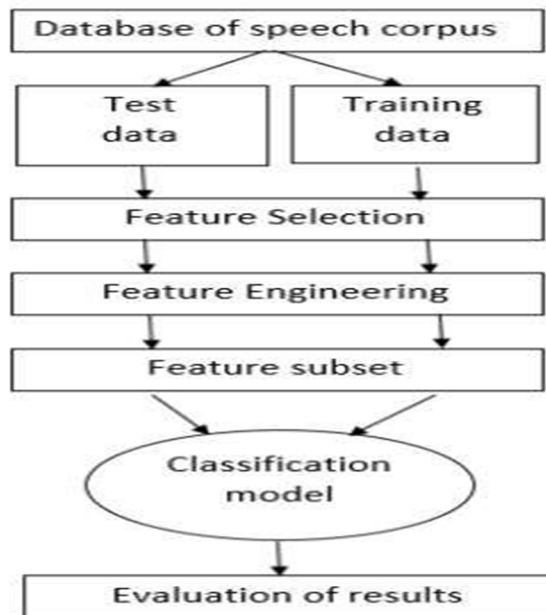 Database of speech corpus
Test
data
Training
data
Feature Selection
Feature Engineering
Feature subset
Classification
model
Evaluation of results